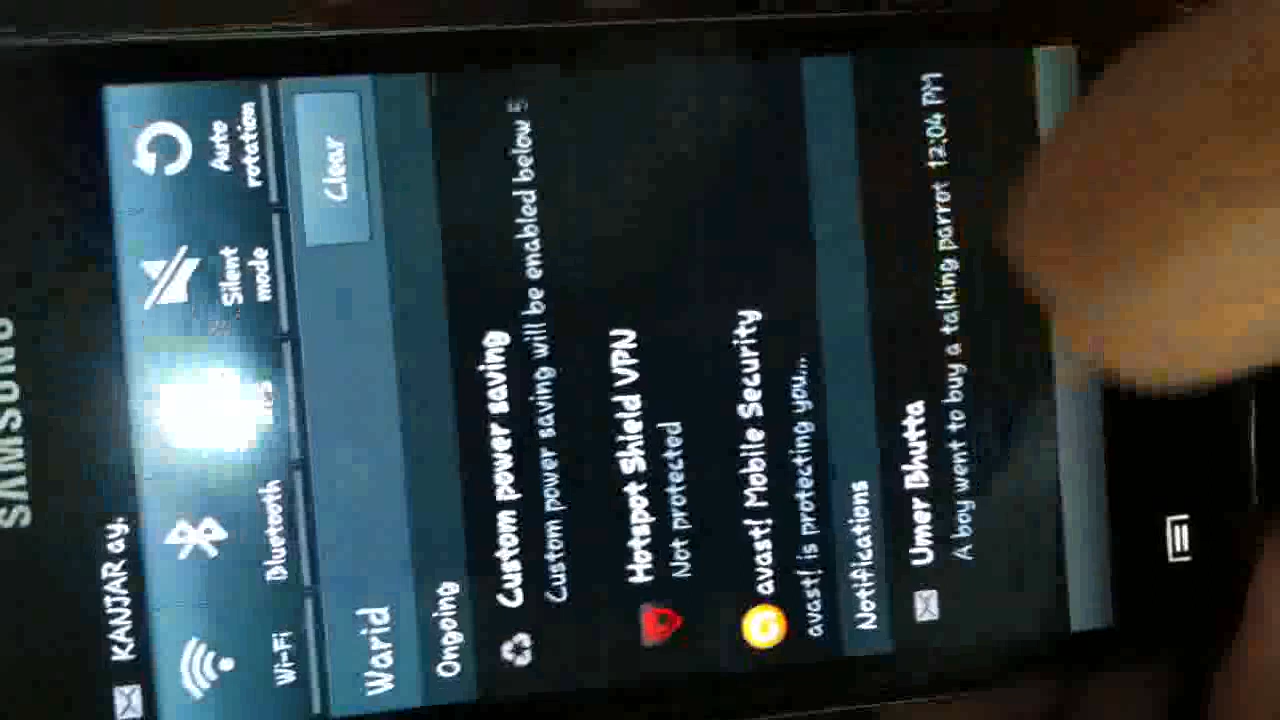 SAMSUNG
KANJAR ay,
Wi-Fi
Bluetooth
Silent
mode
Auto
rotation
Warid
Clear
Ongoing
Custom power saving
Custom power saving will be enabled below 5
Hotspot Shield VPN
Not protected
avast! Mobile Security
avast! is protecting you...
Notifications
Umer Bhutta
A boy went to buy a talking parrot 12:04 PM